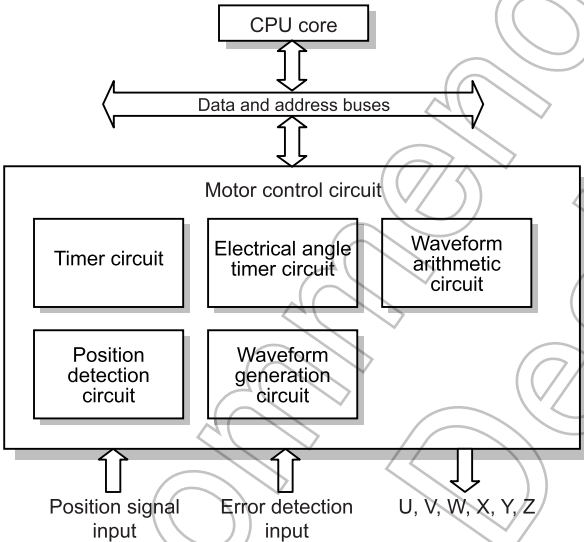 CPU core
Data and address buses
Motor control circuit
Timer circuit
Electrical angle
timer circuit
Waveform
arithmetic
circuit
Position
detection
circuit
Waveform
generation
circuit
Position signal
input
Error detection
input
U, V, W, X, Y, Z